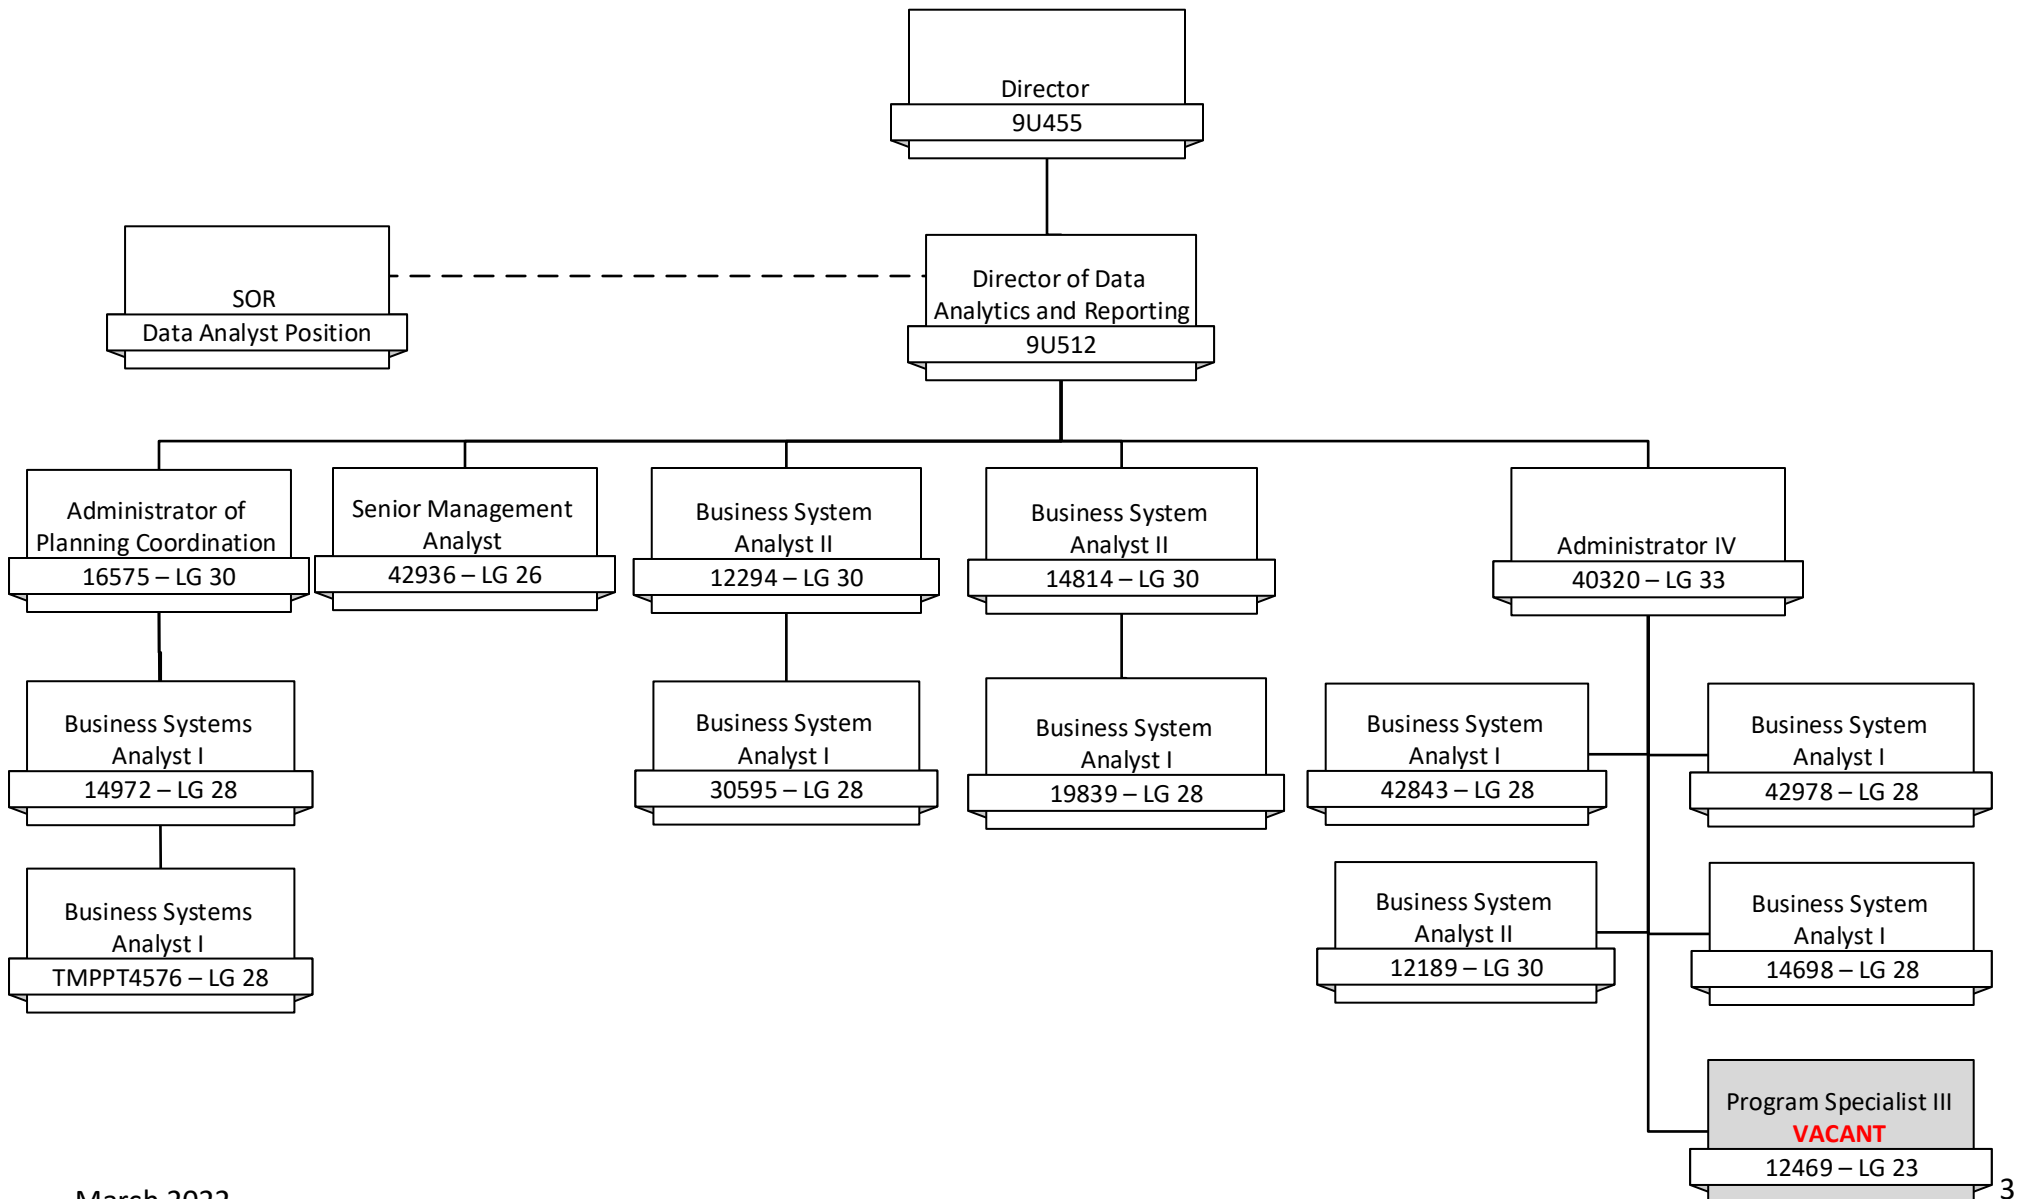 Director
9U455
SOR
Data Analyst Position
Director of Data
Analytics and Reporting
9U512
Administrator of
Planning Coordination
16575 – LG 30
Senior Management
Analyst
42936 – LG 26
Business System
Analyst II
12294 – LG 30
Business System
Analyst II
14814 – LG 30
Administrator IV
40320 – LG 33
Business Systems
Analyst I
14972 – LG 28
Business System
Analyst I
30595 – LG 28
Business System
Analyst I
19839 – LG 28
Business System
Analyst I
42843 – LG 28
Business System
Analyst I
42978 – LG 28
Business Systems
Analyst I
TMPPT4576 – LG 28
Business System
Analyst II
12189 – LG 30
Business System
Analyst I
14698 – LG 28
Program Specialist III
VACANT
12469 – LG 23
March 2022
3